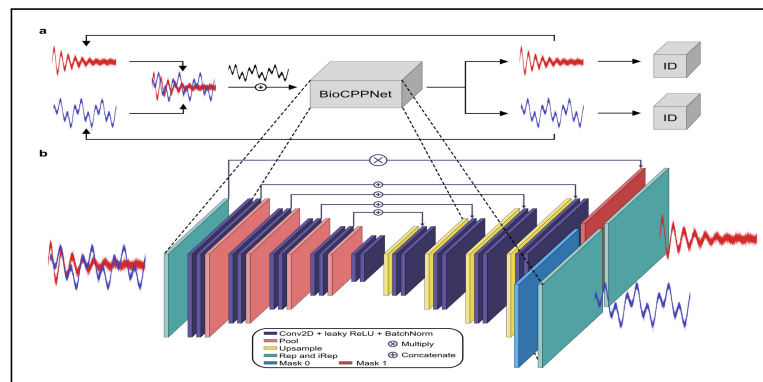 a
ID
BioCPPNet
ID
b
Conv2D + leaky ReLU + BatchNorm
Pool
Upsample
Rep and iRep
Mask 0
Mask 1
Multiply
Concatenate